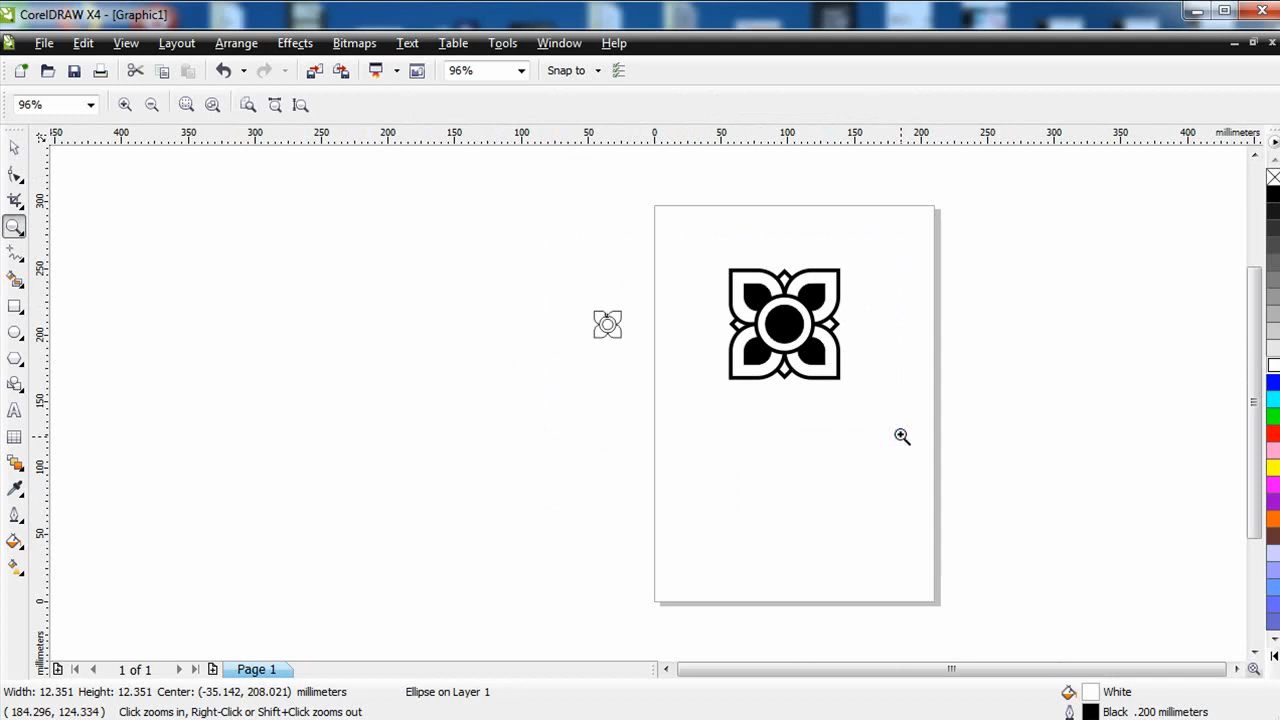 CorelDRAW X4 - [Graphic1]
File Edit View Layout Arrange Effects Bitmaps Text Table Tools Window Help
96% Snap to
96%
450 400 350 300 250 200 150 100 50 0 50 100 150 200 250 300 350 400 millimeters
300
250
200
150
100
50
0
millimeters
1 of 1 Page 1
Width: 12.351 Height: 12.351 Center: (-35.142, 208.021) millimeters Ellipse on Layer 1 White
( 184.296, 124.334 ) Click zooms in, Right-Click or Shift+Click zooms out Black .200 millimeters